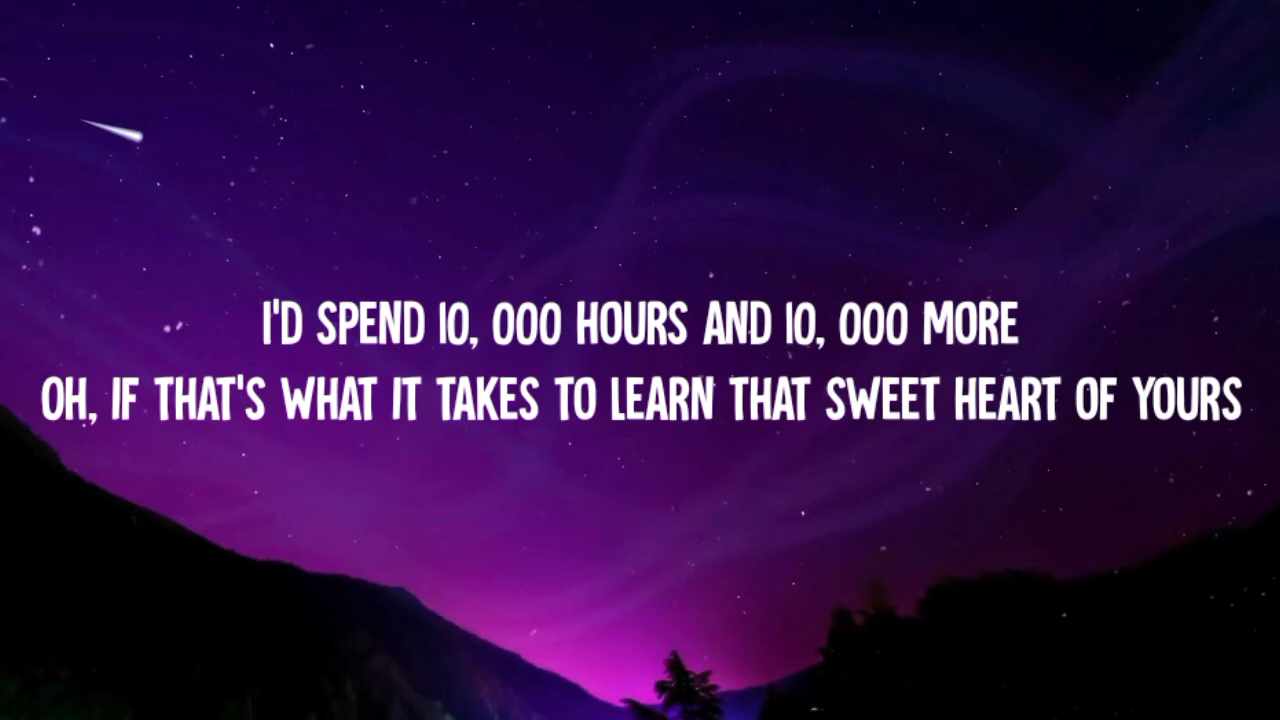 I'D SPEND 10, 000 HOURS AND 10, 000 MORE
OH, IF THAT'S WHAT IT TAKES TO LEARN THAT SWEET HEART OF YOURS